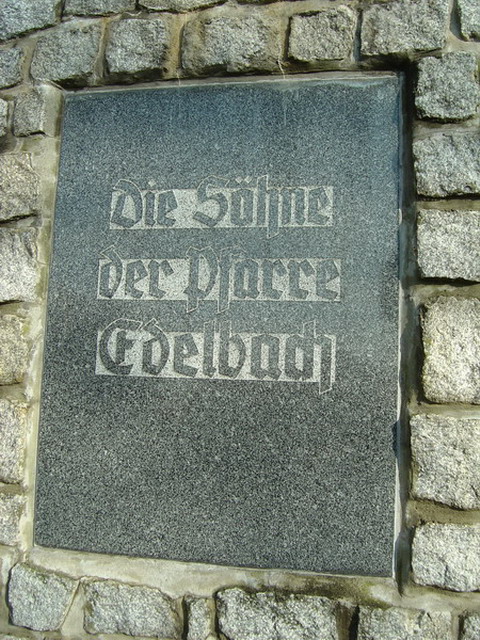 Die Söhne
der Pfarre
Edelbach